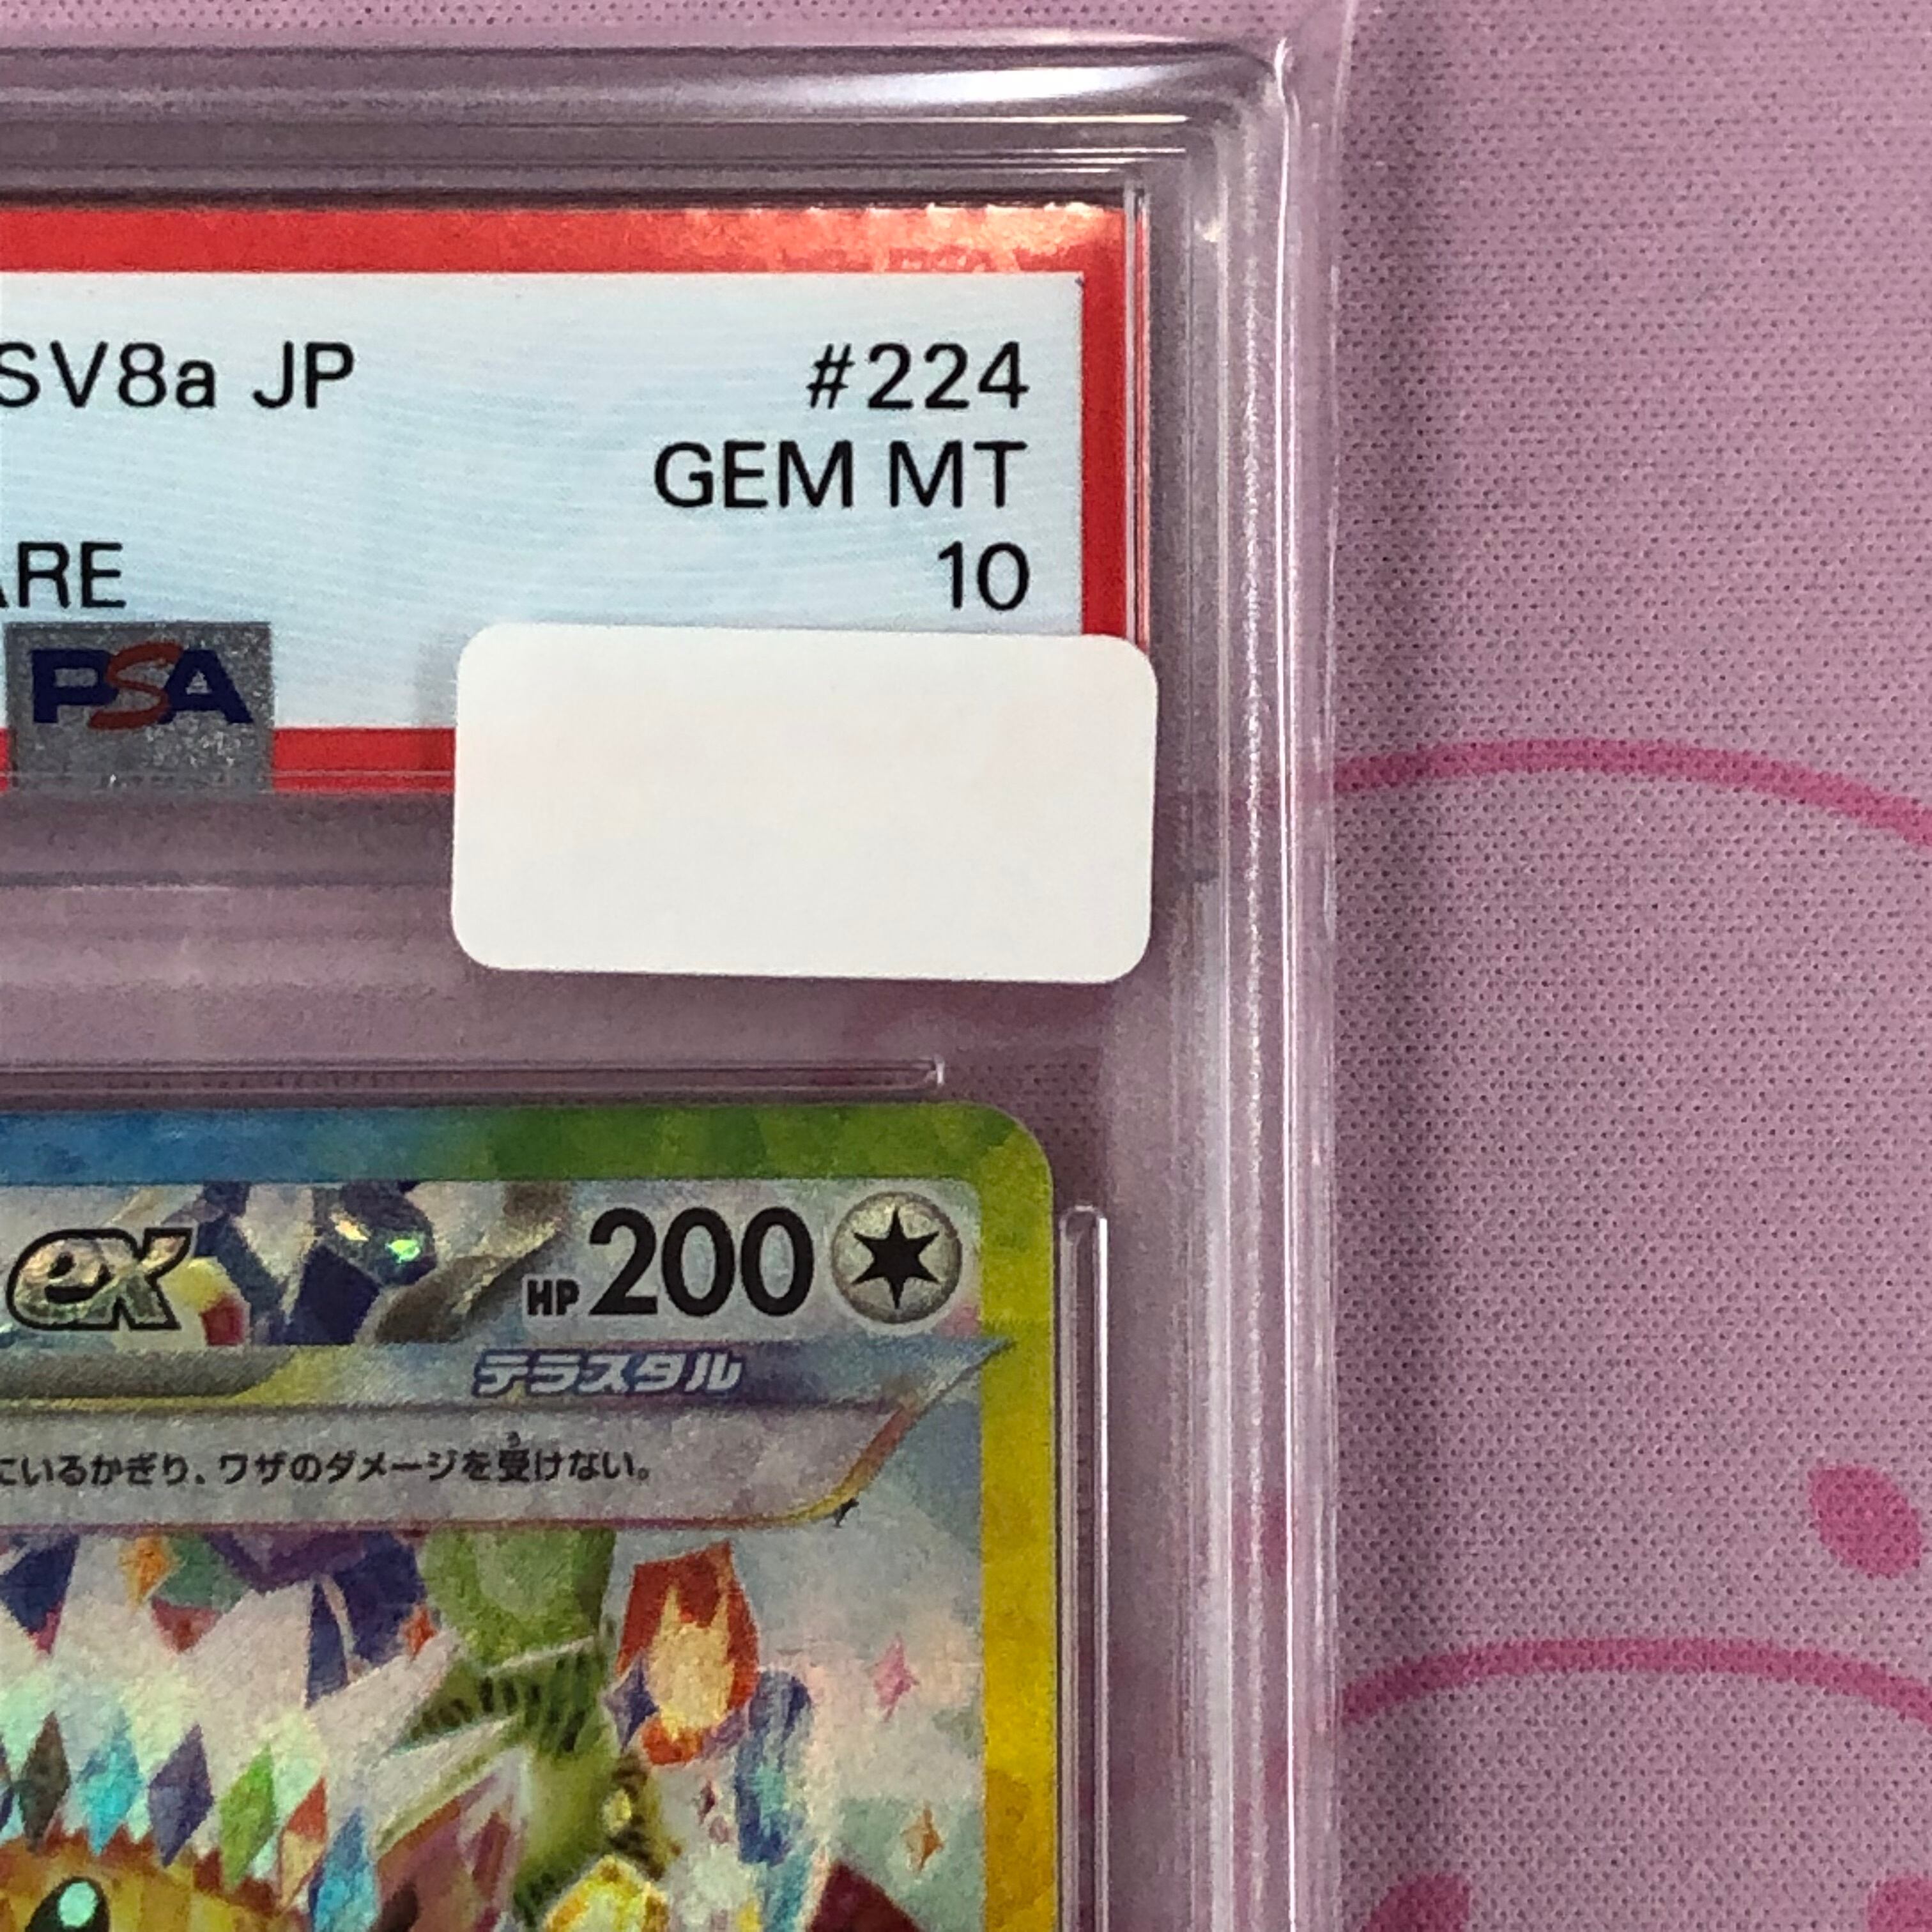 SV8a JP #224
GEM MT
ARE 10
PSA
ex HP 200
テラスタル
にいるかぎり、ワザのダメージを受けない。